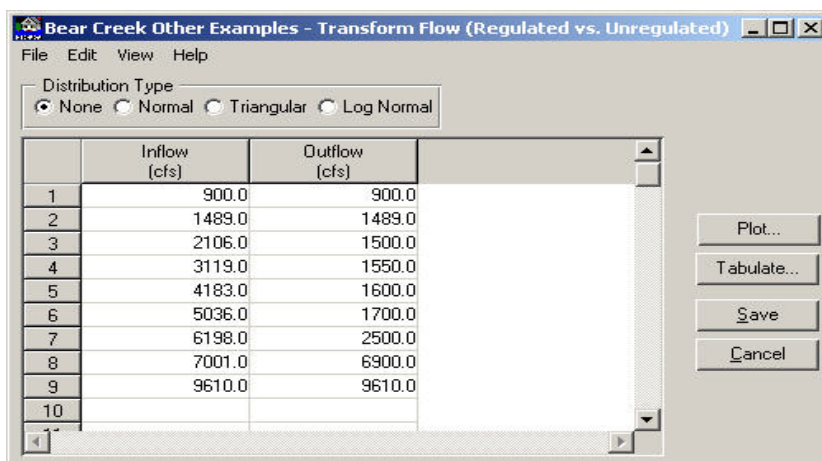 Bear Creek Other Examples - Transform Flow (Regulated vs. Unregulated)
File Edit View Help
Distribution Type
None Normal Triangular Log Normal
Inflow (cfs) Outflow (cfs)
1 900.0 900.0
2 1489.0 1489.0
3 2106.0 1500.0
4 3119.0 1550.0
5 4183.0 1600.0
6 5036.0 1700.0
7 6198.0 2500.0
8 7001.0 6900.0
9 9610.0 9610.0
10
Plot...
Tabulate...
Save
Cancel